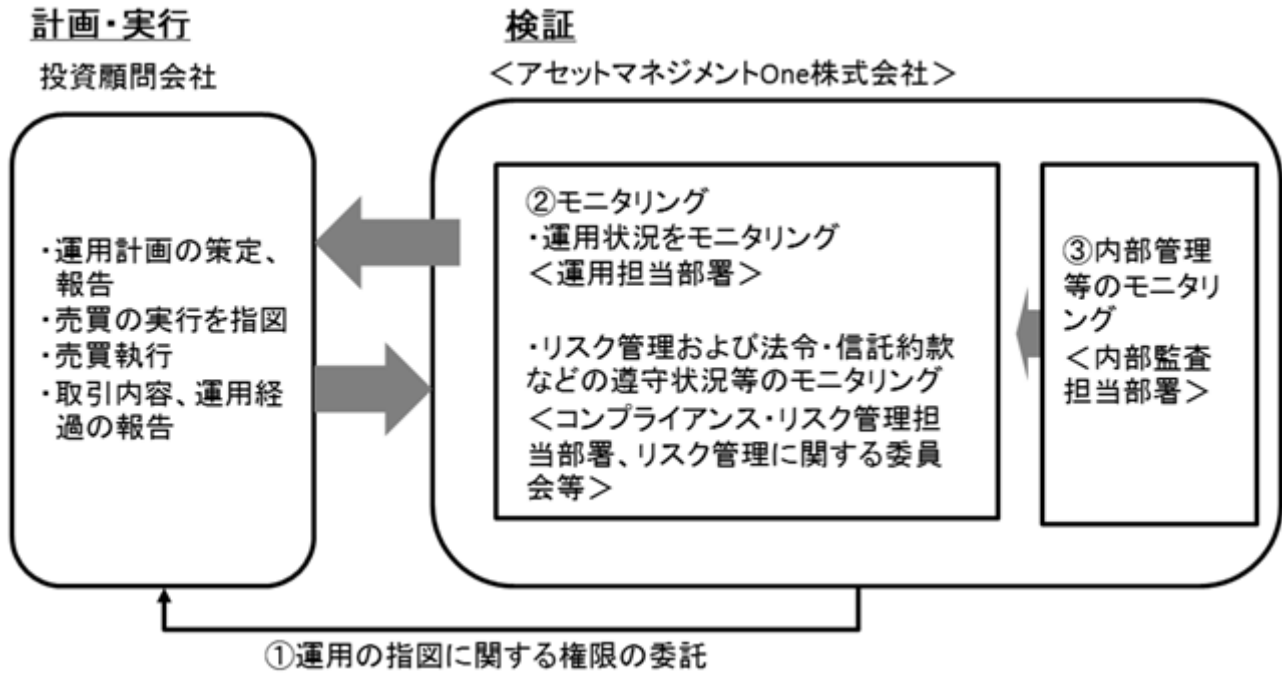 計画・実行
投資顧問会社
・運用計画の策定、
報告
・売買の実行を指図
・売買執行
・取引内容、運用経
過の報告
検証
＜アセットマネジメントOne株式会社＞
②モニタリング
・運用状況をモニタリング
＜運用担当部署＞
・リスク管理および法令・信託約款
などの遵守状況等のモニタリング
＜コンプライアンス・リスク管理担
当部署、リスク管理に関する委員
会等＞
③内部管理
等のモニタリ
ング
＜内部監査
担当部署＞
①運用の指図に関する権限の委託